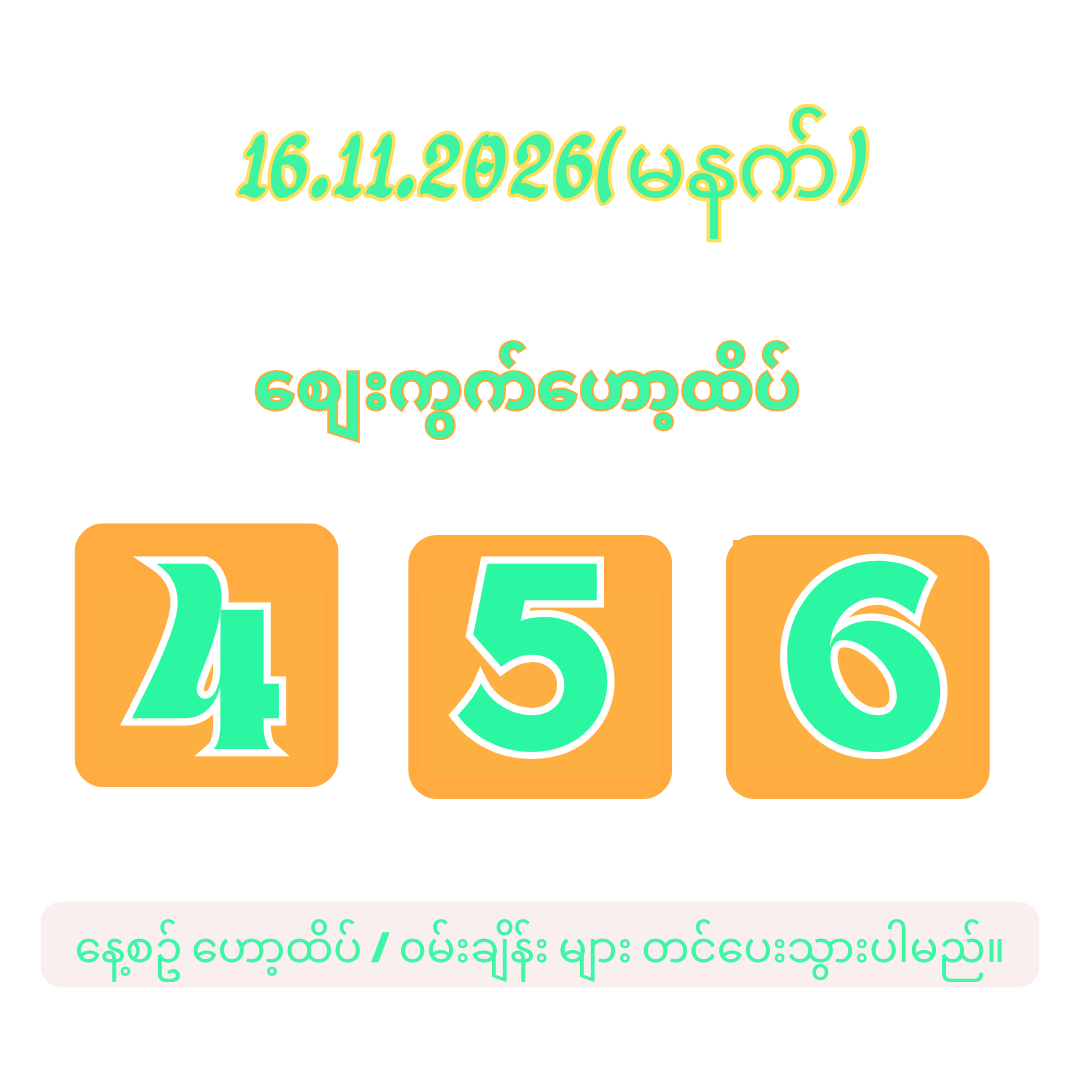 16.11.2026(မနက်)
ဈေးကွက်ဟော့ထိပ်
4 5 6
နေ့စဥ် ဟော့ထိပ် / ဝမ်းချိန်း များ တင်ပေးသွားပါမည်။